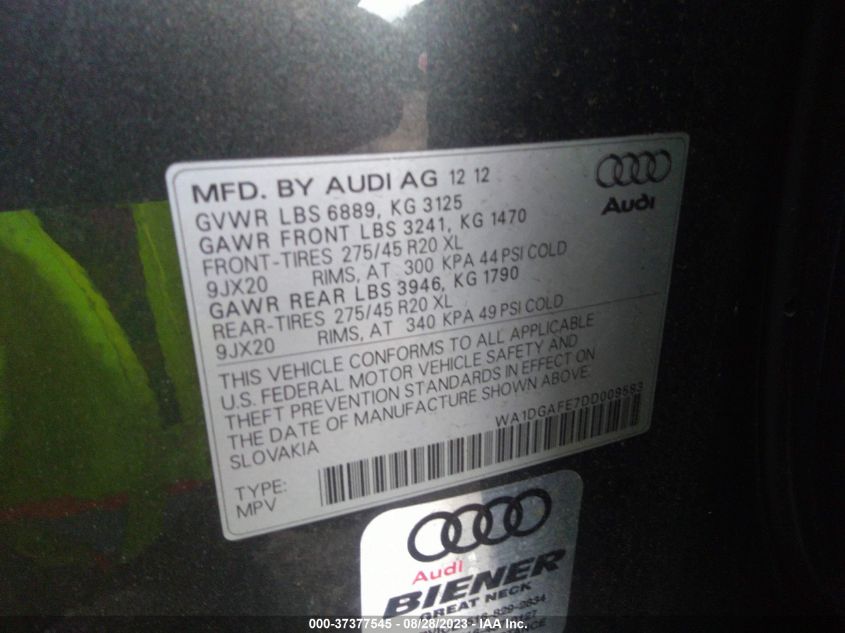 MFD. BY AUDI AG 12 12
GVWR LBS 6889, KG 3125
GAWR FRONT LBS 3241, KG 1470
FRONT-TIRES 275/45 R20 XL
9JX20 RIMS, AT 300 KPA 44 PSI COLD
GAWR REAR LBS 3946, KG 1790
REAR-TIRES 275/45 R20 XL
9JX20 RIMS, AT 340 KPA 49 PSI COLD
THIS VEHICLE CONFORMS TO ALL APPLICABLE
U.S. FEDERAL MOTOR VEHICLE SAFETY AND
THEFT PREVENTION STANDARDS IN EFFECT ON
THE DATE OF MANUFACTURE SHOWN ABOVE.
SLOVAKIA
WA1DGAFE7DD009583
TYPE:
MPV
Audi
Audi
BIENER
GREAT NECK
000-37377545 - 08/28/2023 - IAA Inc.